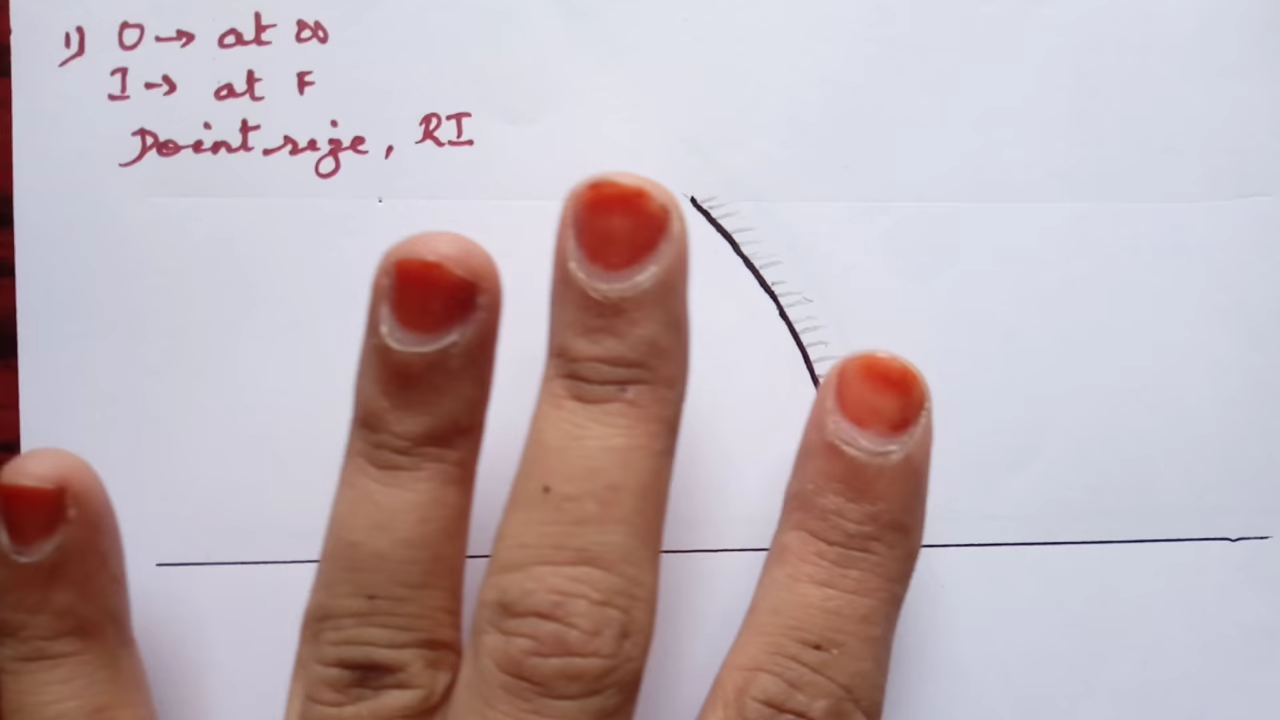 1) O→ at ∞
I→ at F
Point size, RI